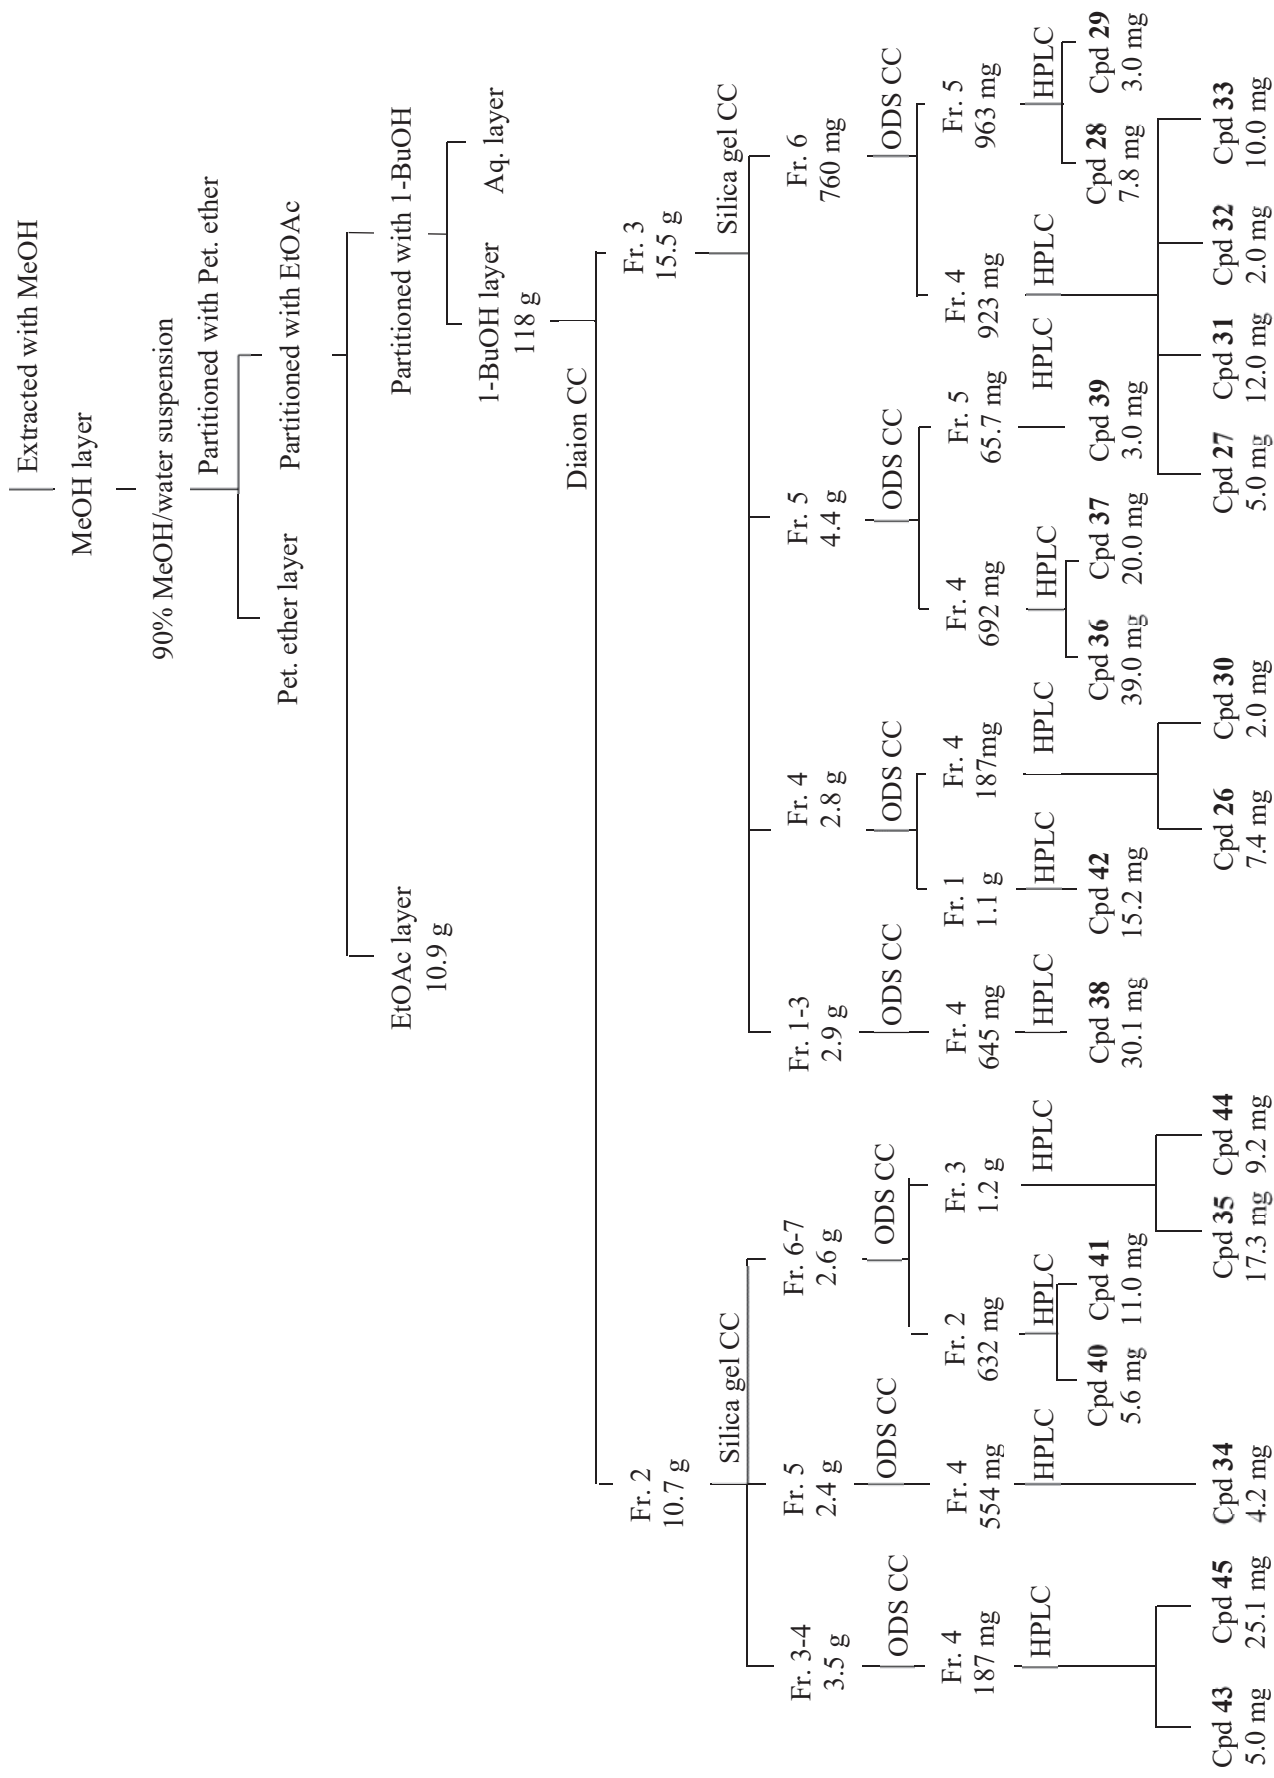 Extracted with MeOH
MeOH layer
90% MeOH/water suspension
Partitioned with Pet. ether
Pet. ether layer
Partitioned with EtOAc
EtOAc layer
10.9 g
Partitioned with 1-BuOH
1-BuOH layer
118 g
Aq. layer
Diaion CC
Fr. 2
10.7 g
Fr. 3
15.5 g
Silica gel CC
Silica gel CC
Fr. 3-4
3.5 g
Fr. 5
2.4 g
Fr. 6-7
2.6 g
Fr. 1-3
2.9 g
Fr. 4
2.8 g
Fr. 5
4.4 g
Fr. 6
760 mg
ODS CC
ODS CC
ODS CC
ODS CC
ODS CC
ODS CC
ODS CC
Fr. 4
187 mg
Fr. 4
554 mg
Fr. 2
632 mg
Fr. 3
1.2 g
Fr. 4
645 mg
Fr. 1
1.1 g
Fr. 4
187mg
Fr. 4
692 mg
Fr. 5
65.7 mg
Fr. 4
923 mg
Fr. 5
963 mg
HPLC
HPLC
HPLC
HPLC
HPLC
HPLC
HPLC
HPLC
HPLC
HPLC
HPLC
Cpd 40
5.6 mg
Cpd 41
11.0 mg
Cpd 38
30.1 mg
Cpd 42
15.2 mg
Cpd 36
39.0 mg
Cpd 37
20.0 mg
Cpd 39
3.0 mg
Cpd 28
7.8 mg
Cpd 29
3.0 mg
Cpd 43
5.0 mg
Cpd 45
25.1 mg
Cpd 34
4.2 mg
Cpd 35
17.3 mg
Cpd 44
9.2 mg
Cpd 26
7.4 mg
Cpd 30
2.0 mg
Cpd 27
5.0 mg
Cpd 31
12.0 mg
Cpd 32
2.0 mg
Cpd 33
10.0 mg